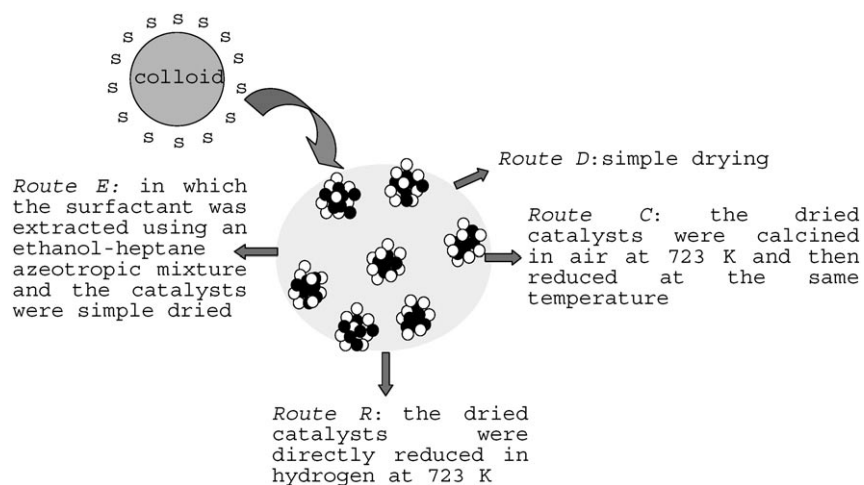 s s s
s s
s s
colloid
s s
s s
s s s
Route E: in which
the surfactant was
extracted using an
ethanol-heptane
azeotropic mixture
and the catalysts
were simple dried
Route D:simple drying
Route C: the dried
catalysts were calcined
in air at 723 K and then
reduced at the same
temperature
Route R: the dried
catalysts were
directly reduced in
hydrogen at 723 K